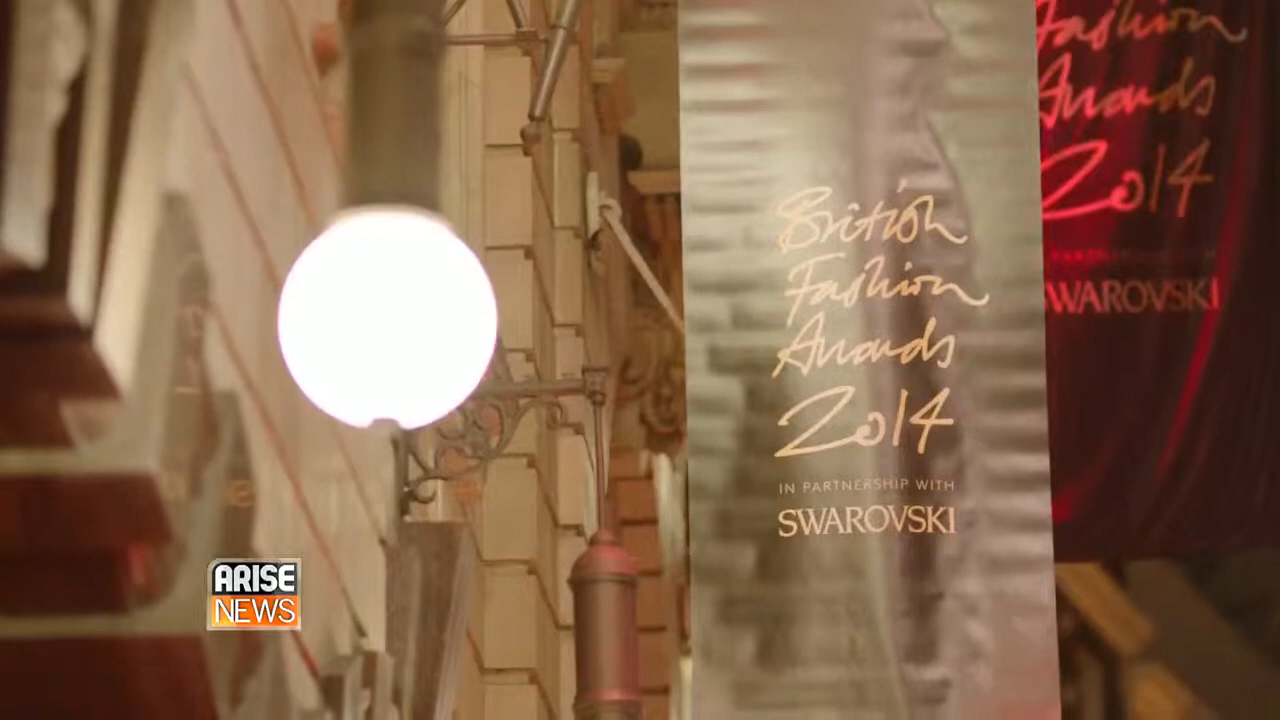 British
Fashion
Awards
2014
IN PARTNERSHIP WITH
SWAROVSKI
Fashion
Awards
2014
SWAROVSKI
ARISE
NEWS